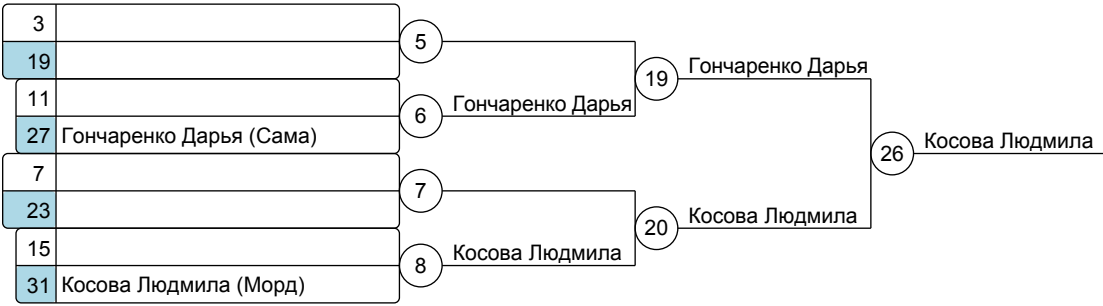 3
5
19
19 Гончаренко Дарья
11
6 Гончаренко Дарья
27 Гончаренко Дарья (Сама)
26 Косова Людмила
7
7
23
20 Косова Людмила
15
8 Косова Людмила
31 Косова Людмила (Морд)